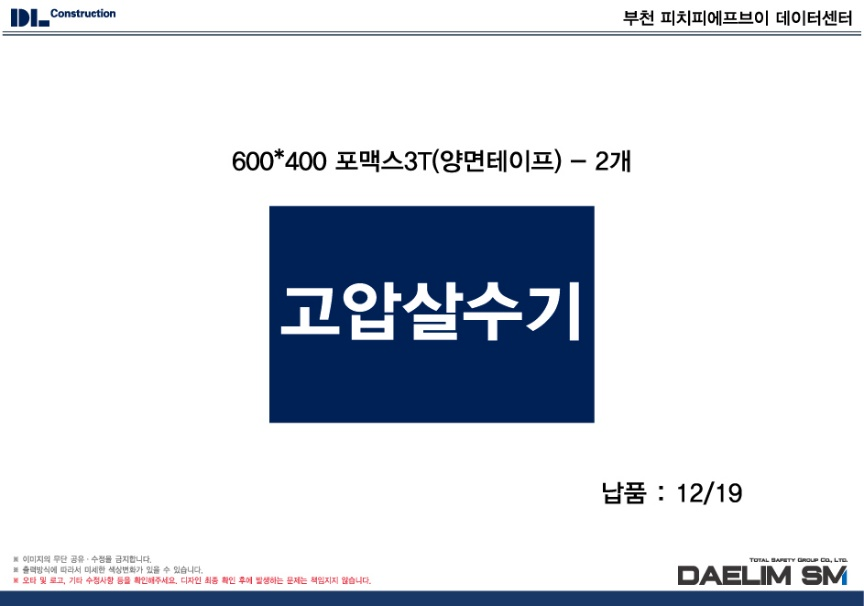 DL Construction
부천 피치피에프브이 데이터센터
600*400 포맥스3T(양면테이프) - 2개
고압살수기
납품 : 12/19
※ 이미지의 무단 공유 · 수정을 금지합니다.
※ 출력방식에 따라서 미세한 색상변화가 있을 수 있습니다.
※ 오타 및 로고, 기타 수정사항 등을 확인해주세요. 디자인 최종 확인 후에 발생하는 문제는 책임지지 않습니다.
TOTAL SAFETY GROUP CO., LTD.
DAELIM SM